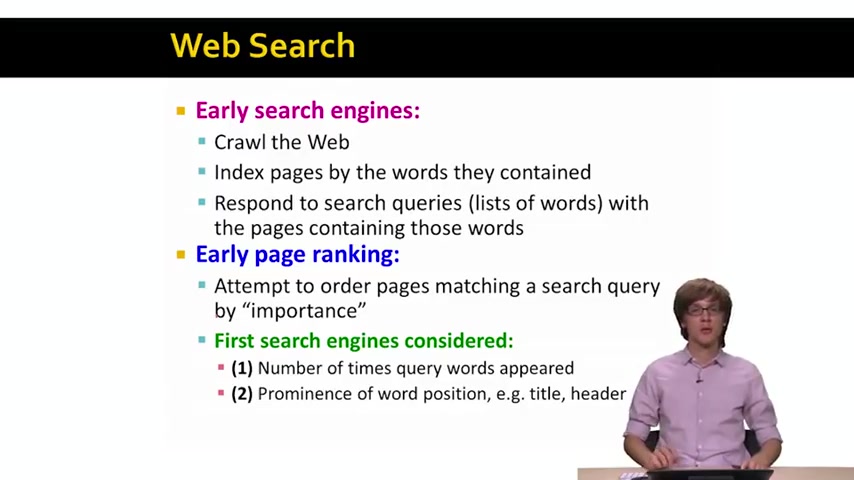 Web Search
Early search engines:
Crawl the Web
Index pages by the words they contained
Respond to search queries (lists of words) with
the pages containing those words
Early page ranking:
Attempt to order pages matching a search query
by “importance”
First search engines considered:
(1) Number of times query words appeared
(2) Prominence of word position, e.g. title, header